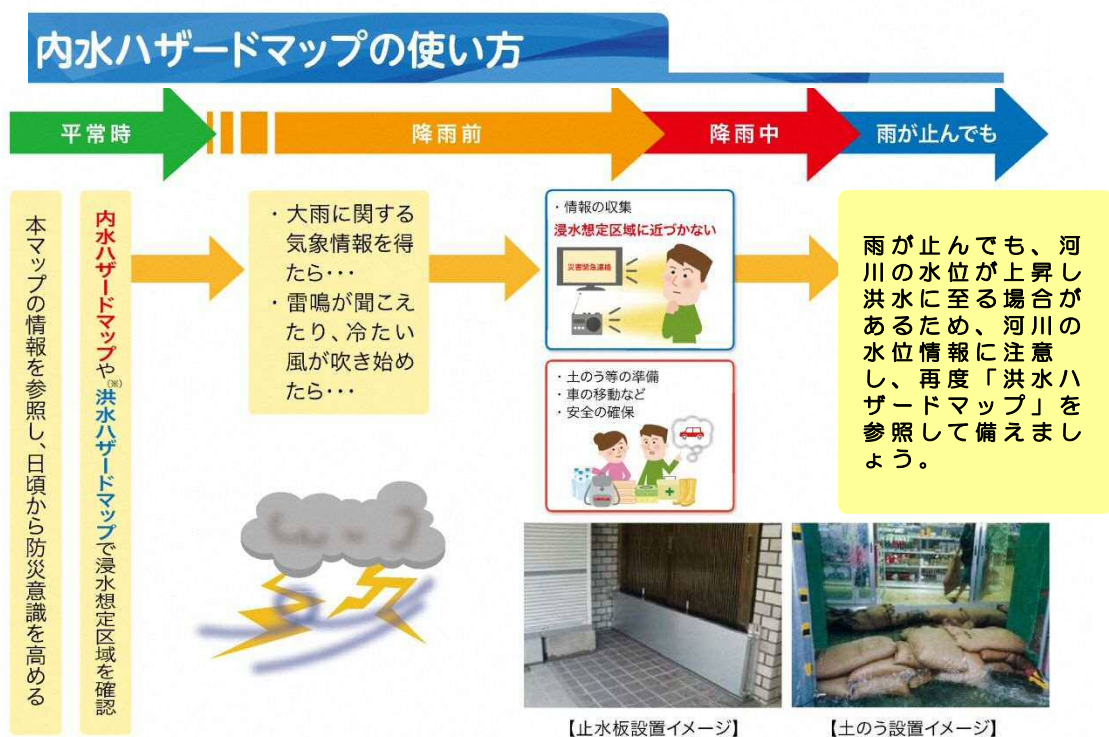 内水ハザードマップの使い方
平常時
降雨前
降雨中
雨が止んでも
本マップの情報を参照し、日頃から防災意識を高める
内水ハザードマップや(※)洪水ハザードマップで浸水想定区域を確認
・大雨に関する
気象情報を得
たら・・・
・雷鳴が聞こえ
たり、冷たい
風が吹き始め
たら・・・
・情報の収集
浸水想定区域に近づかない
災害緊急連絡
・土のう等の準備
・車の移動など
・安全の確保
雨が止んでも、河
川の水位が上昇し
洪水に至る場合が
あるため、河川の
水位情報に注意
し、再度「洪水ハ
ザードマップ」を
参照して備えまし
ょう。
【止水板設置イメージ】
【土のう設置イメージ】